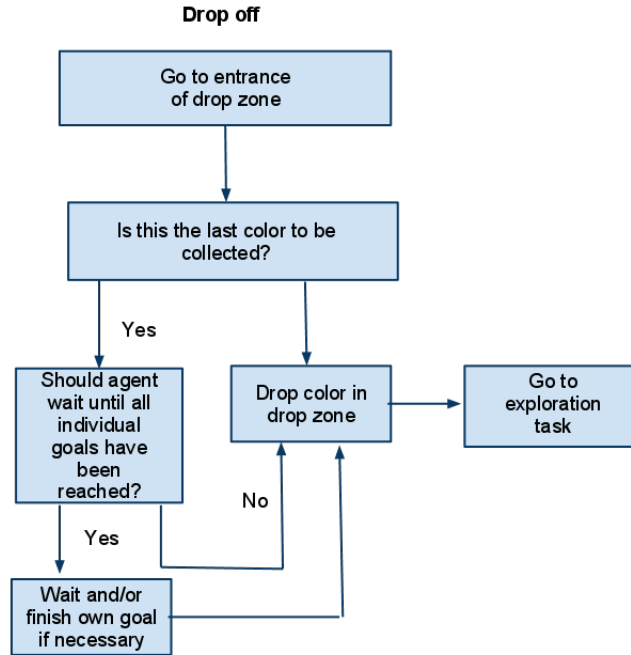 Drop off
Go to entrance
of drop zone
Is this the last color to be
collected?
Yes
Should agent
wait until all
individual
goals have
been
reached?
Drop color in
drop zone
Go to
exploration
task
No
Yes
Wait and/or
finish own goal
if necessary